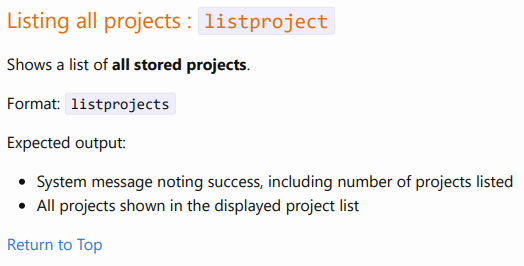 Listing all projects : listproject
Shows a list of all stored projects.
Format: listprojects
Expected output:
• System message noting success, including number of projects listed
• All projects shown in the displayed project list
Return to Top